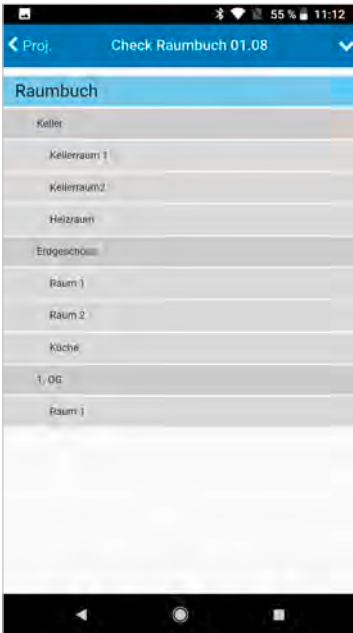 55 % 11:12
Proj. Check Raumbuch 01.08
Raumbuch
Keller
Kellerraum 1
Kellerraum2
Heizraum
Erdgeschoss
Raum 1
Raum 2
Küche
1. OG
Raum 1